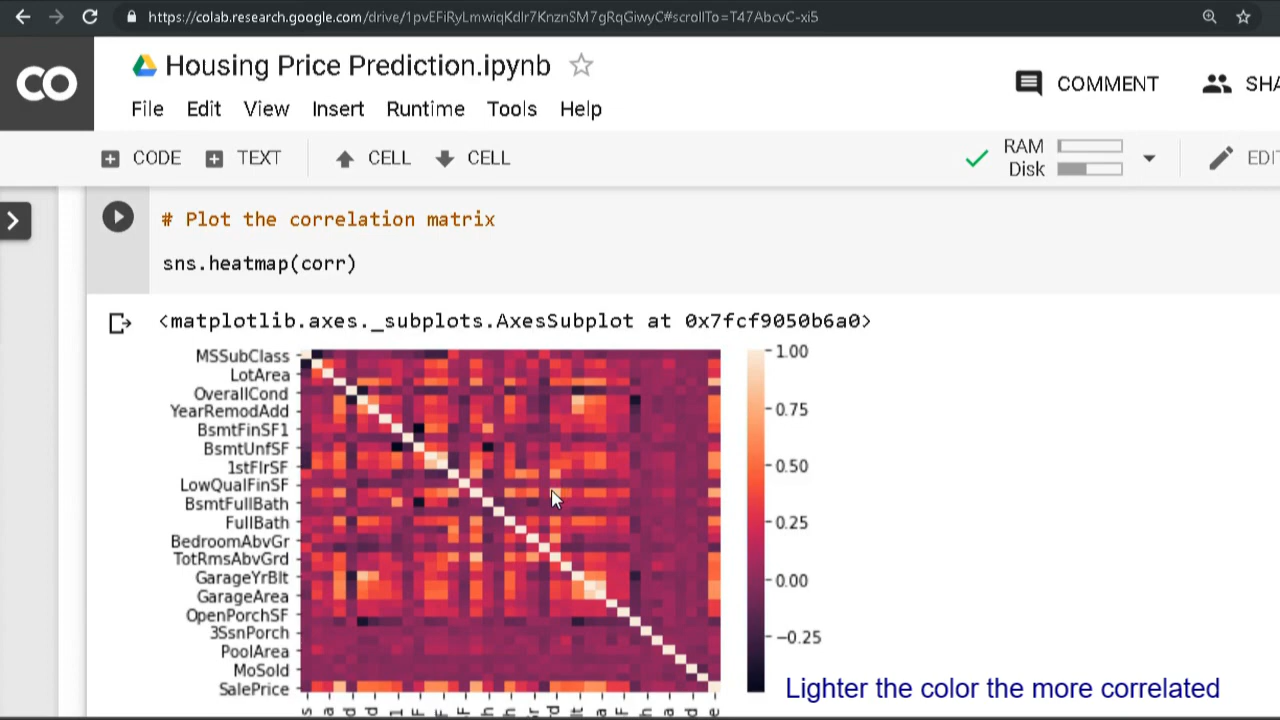 https://colab.research.google.com/drive/1pvEFiRyLmwiqKdlr7KnznSM7gRqGiwyC#scrollTo=T47AbcvC-xi5
CO
Housing Price Prediction.ipynb
COMMENT
File Edit View Insert Runtime Tools Help
CODE TEXT CELL CELL
RAM
Disk
# Plot the correlation matrix
sns.heatmap(corr)
<matplotlib.axes._subplots.AxesSubplot at 0x7fcf9050b6a0>
MSSubClass
LotArea
OverallCond
YearRemodAdd
BsmtFinSF1
BsmtUnfSF
1stFlrSF
LowQualFinSF
BsmtFullBath
FullBath
BedroomAbvGr
TotRmsAbvGrd
GarageYrBlt
GarageArea
OpenPorchSF
3SsnPorch
PoolArea
MoSold
SalePrice
1.00
0.75
0.50
0.25
0.00
−0.25
Lighter the color the more correlated